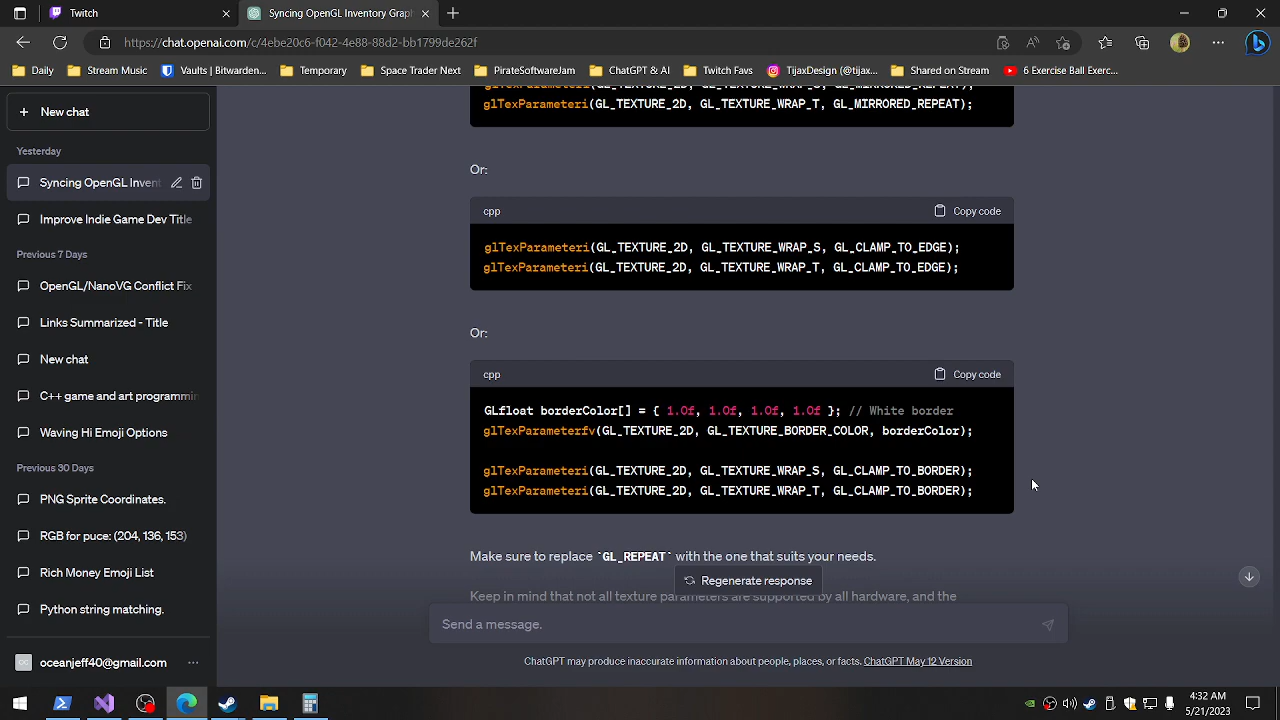 Twitch
Syncing OpenGL Inventory Grap
https://chat.openai.com/c/4ebe20e6-f042-4e88-88d2-bb1799de262f
Daily
Stream Music
Vaults | Bitwarden...
Temporary
Space Trader Next
PirateSoftwareJam
ChatGPT & AI
Twitch Favs
TijaxDesign (@tijax...
Shared on Stream
6 Exercise Ball Exerc...
New chat
Yesterday
Syncing OpenGL Invent
Improve Indie Game Dev Title
Previous 7 Days
OpenGL/NanoVG Conflict Fix
Links Summarized - Title
New chat
C++ game and art programmin
Waving Hi Emoji Options
Previous 30 Days
PNG Sprite Coordinates.
RGB for puce: (204, 136, 153)
Rich Money Emoji List
Python string matching.
oceanjeff40@gmail.com
glTexParameteri(GL_TEXTURE_2D, GL_TEXTURE_WRAP_S, GL_MIRRORED_REPEAT);
glTexParameteri(GL_TEXTURE_2D, GL_TEXTURE_WRAP_T, GL_MIRRORED_REPEAT);
Or:
cpp
Copy code
glTexParameteri(GL_TEXTURE_2D, GL_TEXTURE_WRAP_S, GL_CLAMP_TO_EDGE);
glTexParameteri(GL_TEXTURE_2D, GL_TEXTURE_WRAP_T, GL_CLAMP_TO_EDGE);
Or:
cpp
Copy code
GLfloat borderColor[] = { 1.0f, 1.0f, 1.0f, 1.0f }; // White border
glTexParameterfv(GL_TEXTURE_2D, GL_TEXTURE_BORDER_COLOR, borderColor);
glTexParameteri(GL_TEXTURE_2D, GL_TEXTURE_WRAP_S, GL_CLAMP_TO_BORDER);
glTexParameteri(GL_TEXTURE_2D, GL_TEXTURE_WRAP_T, GL_CLAMP_TO_BORDER);
Make sure to replace `GL_REPEAT` with the one that suits your needs.
Regenerate response
Keep in mind that not all texture parameters are supported by all hardware, and the
Send a message.
ChatGPT may produce inaccurate information about people, places, or facts. ChatGPT May 12 Version
4:32 AM
5/21/2023